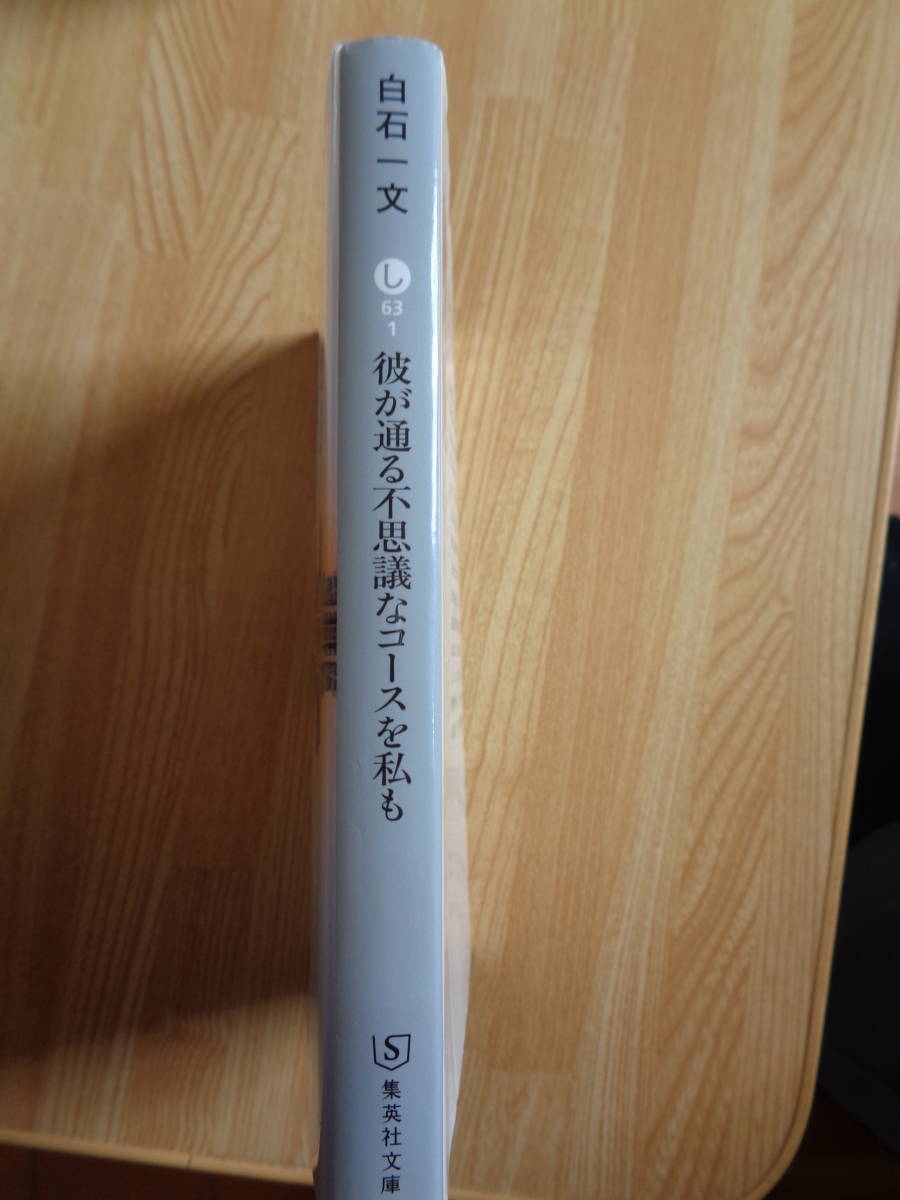 白石一文
し
63
1
彼が通る不思議なコースを私も
S
集英社文庫